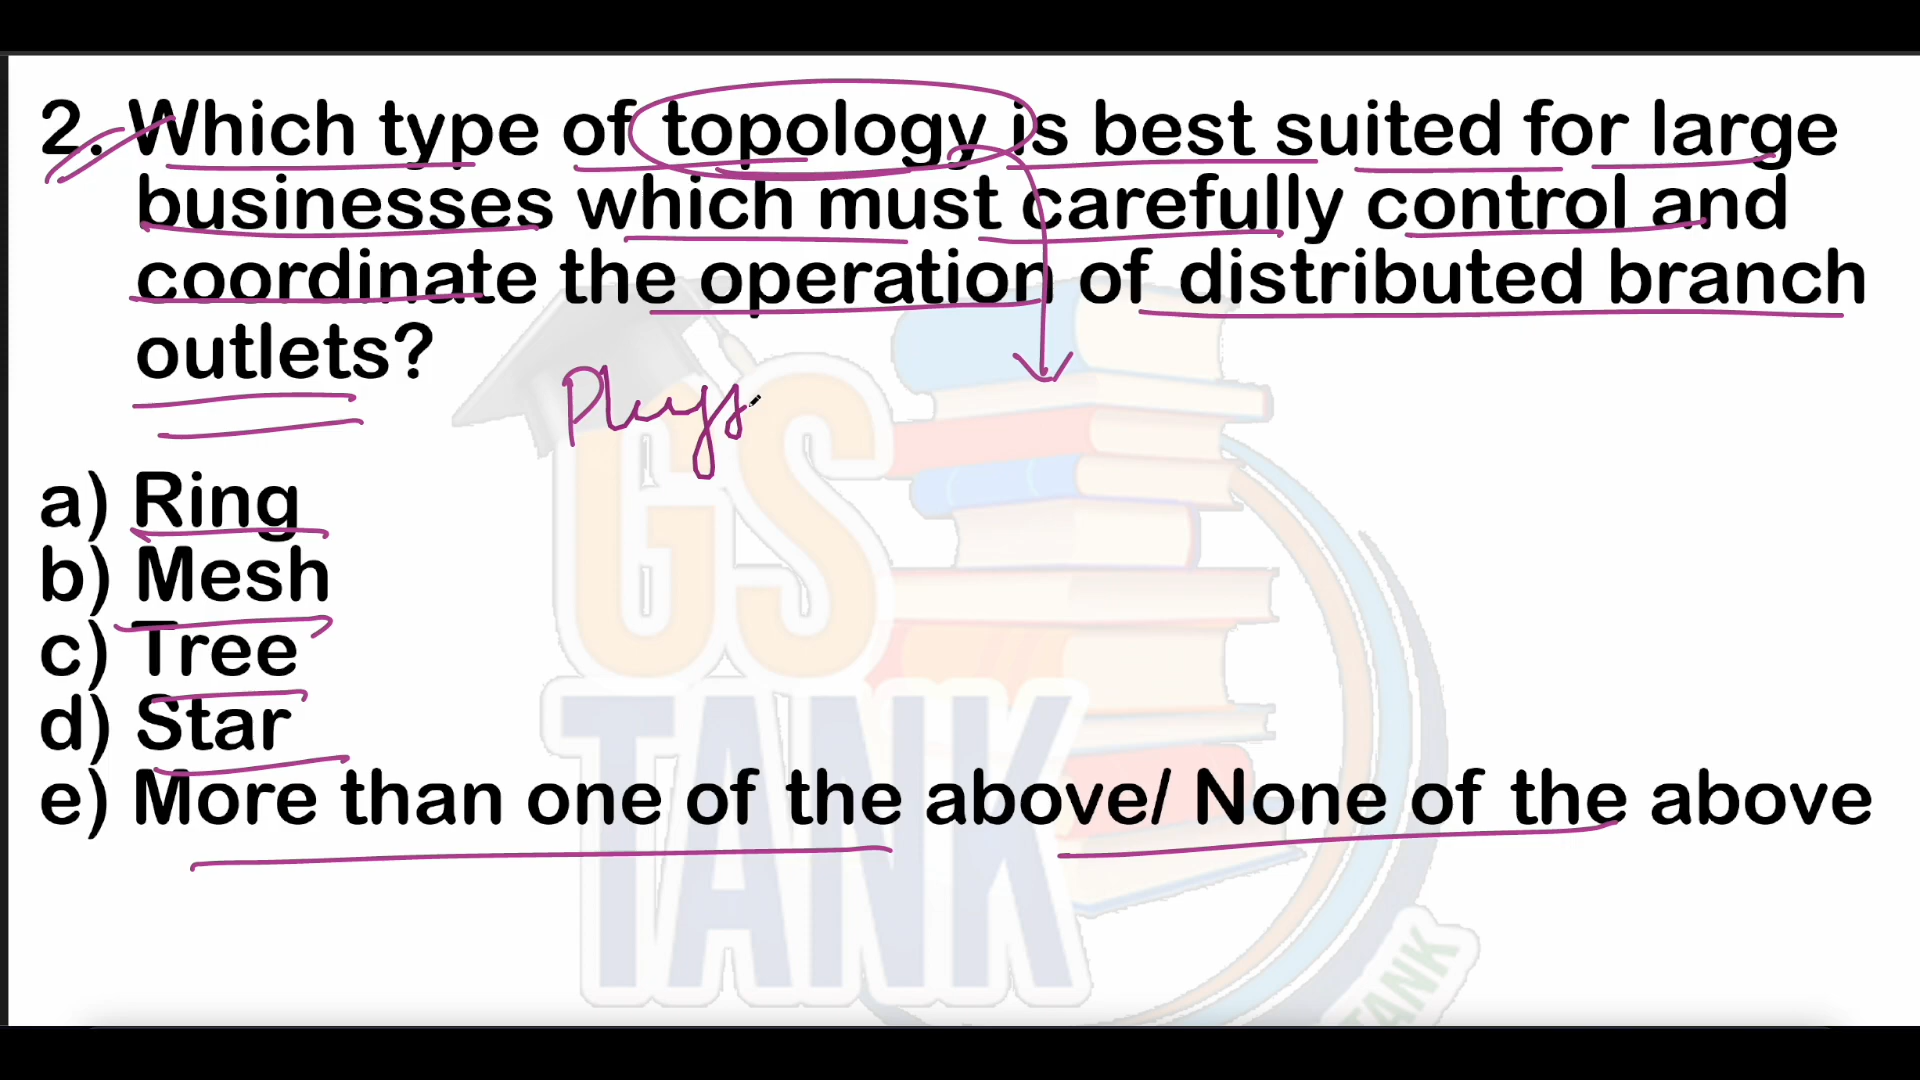 2. Which type of topology is best suited for large
businesses which must carefully control and
coordinate the operation of distributed branch
outlets?
Phys
a) Ring
b) Mesh
c) Tree
d) Star
e) More than one of the above/ None of the above
GS
TANK
TANK